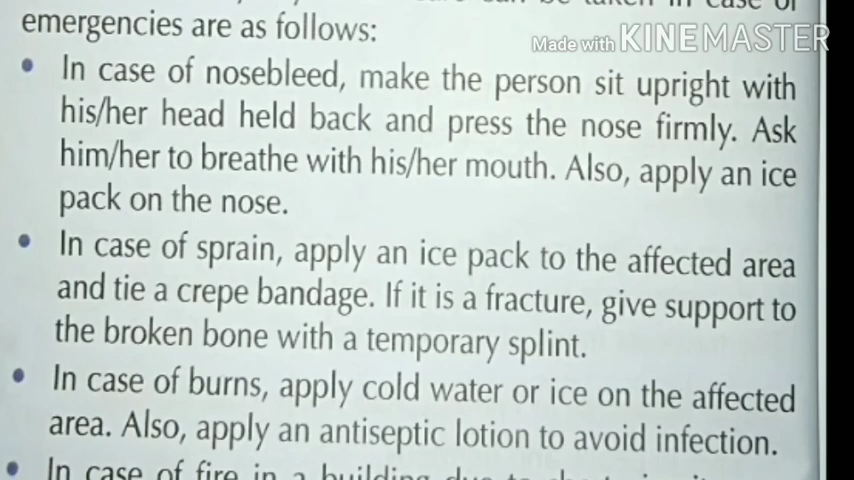 emergencies are as follows:
Made with KINEMASTER
• In case of nosebleed, make the person sit upright with
his/her head held back and press the nose firmly. Ask
him/her to breathe with his/her mouth. Also, apply an ice
pack on the nose.
• In case of sprain, apply an ice pack to the affected area
and tie a crepe bandage. If it is a fracture, give support to
the broken bone with a temporary splint.
• In case of burns, apply cold water or ice on the affected
area. Also, apply an antiseptic lotion to avoid infection.
• In case of fire in a building due to